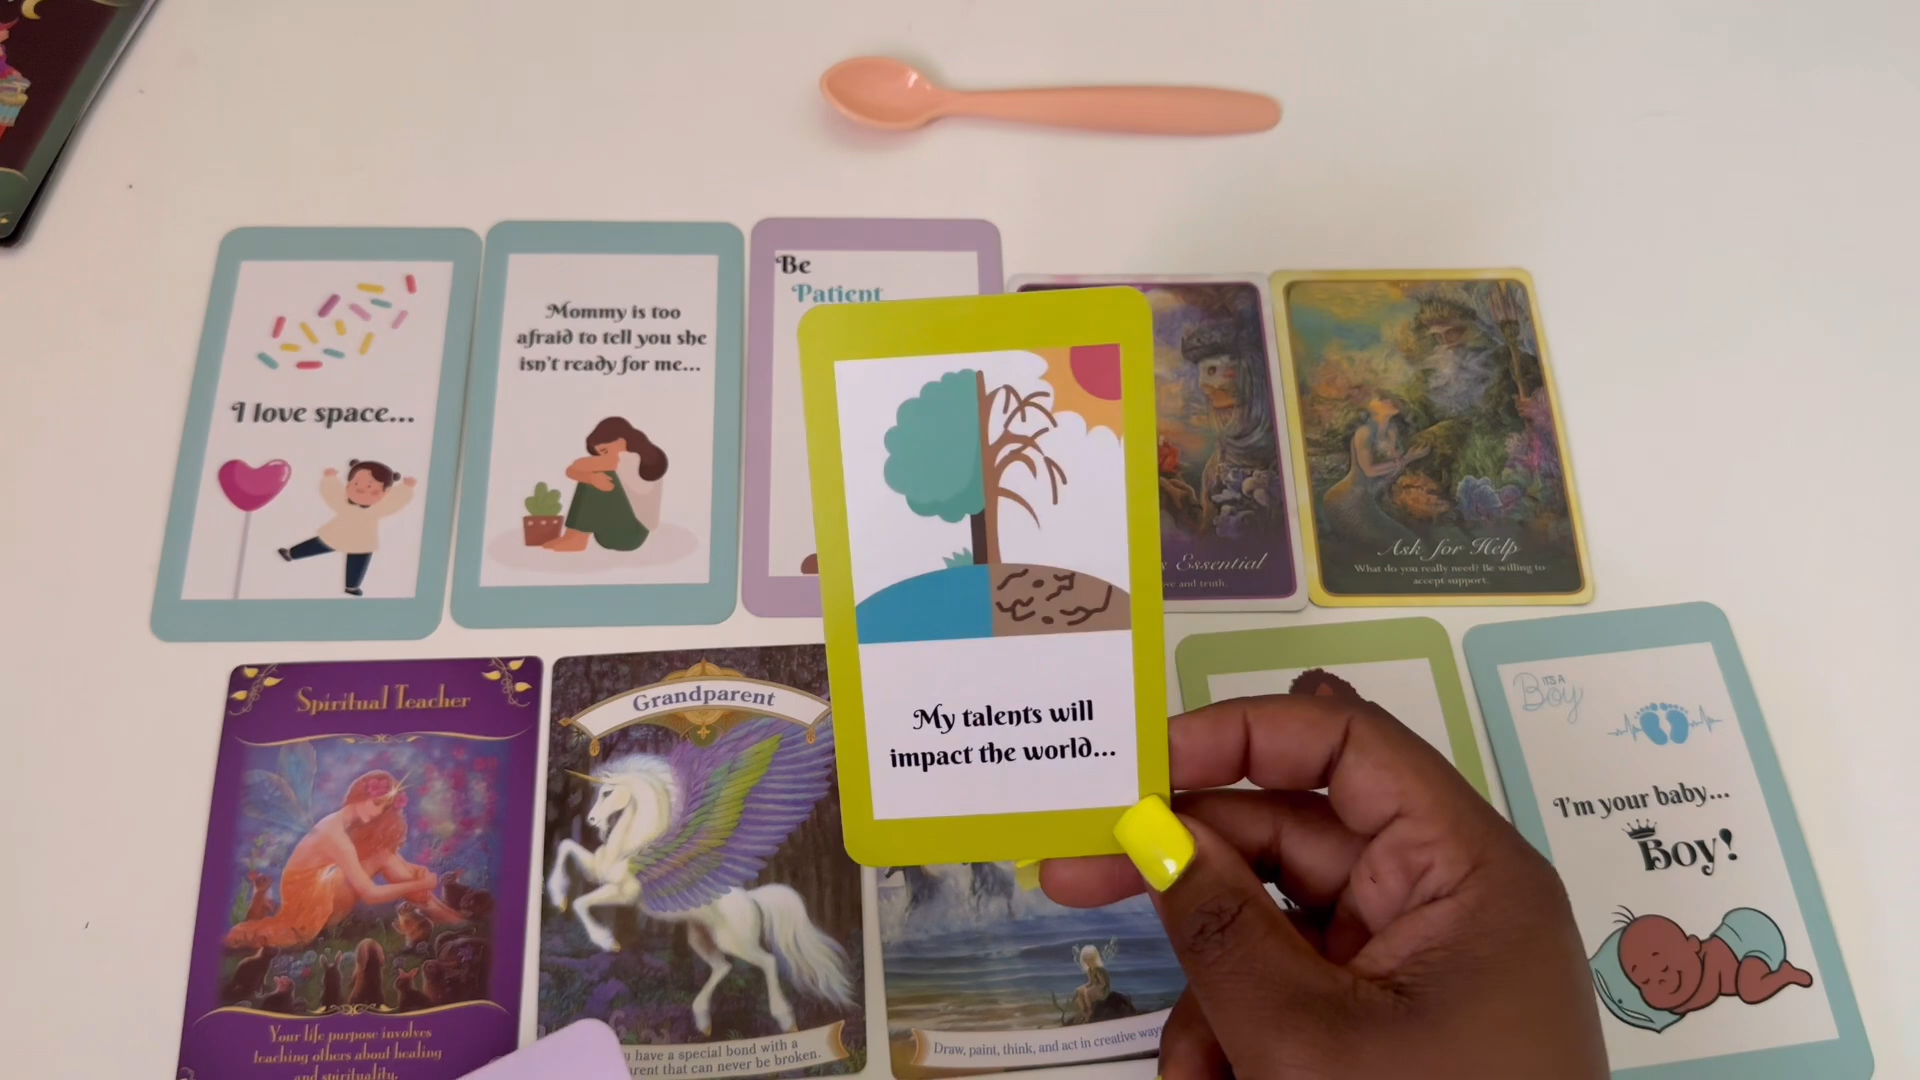 I love space...
Mommy is too
afraid to tell you she
isn't ready for me...
Be
Patient
Essential
and truth.
Ask for Help
What do you really need? Be willing to
accept support.
My talents will
impact the world...
Spiritual Teacher
Your life purpose involves
teaching others about healing
and spirituality.
Grandparent
have a special bond with a
that can never be broken.
Draw, paint, think, and act in creative
IT'S A
Boy
I'm your baby...
Boy!